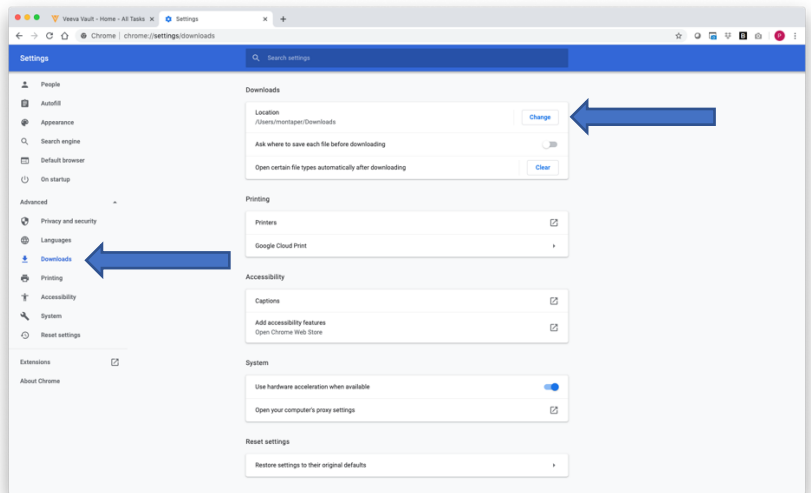 Veeva Vault - Home - All Tasks
Settings
Chrome | chrome://settings/downloads
B
P
Settings
Search settings
People
Autofill
Appearance
Search engine
Default browser
On startup
Advanced
Privacy and security
Languages
Downloads
Printing
Accessibility
System
Reset settings
Extensions
About Chrome
Downloads
Location
/Users/montaper/Downloads
Change
Ask where to save each file before downloading
Open certain file types automatically after downloading
Clear
Printing
Printers
Google Cloud Print
Accessibility
Captions
Add accessibility features
Open Chrome Web Store
System
Use hardware acceleration when available
Open your computer's proxy settings
Reset settings
Restore settings to their original defaults